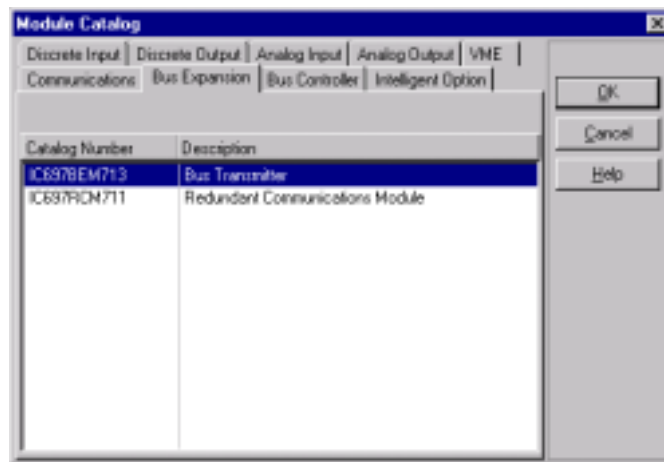 Module Catalog
Discrete Input Discrete Output Analog Input Analog Output VME
Communications Bus Expansion Bus Controller Intelligent Option
OK
Cancel
Help
Catalog Number Description
IC697BEM713 Bus Transmitter
IC697RCM711 Redundant Communications Module